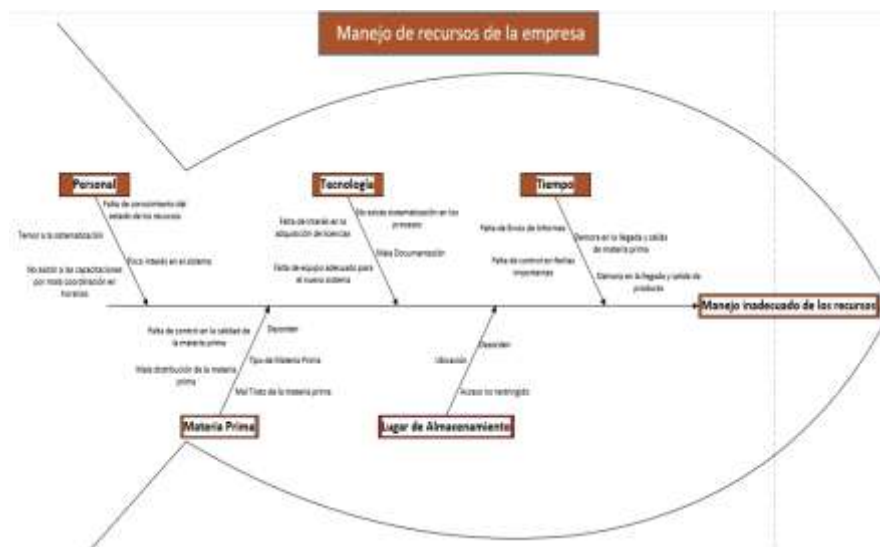 Manejo de recursos de la empresa
Personal
Falta de conocimiento del
estado de los recursos
Temor a la sistematización
Poco interés en el sistema
No asistir a las capacitaciones
por mala coordinación en
horarios
Tecnología
No existe sistematización en los
procesos
Falta de interés en la
adquisición de licencias
Mala Documentación
Falta de equipo adecuado para
el nuevo sistema
Tiempo
Falta de Envío de Informes
Demora en la llegada y salida
de materia prima
Falta de control en fechas
importantes
Demora en la llegada y salida de
producto
Manejo inadecuado de los recursos
Falta de control en la calidad de
la materia prima
Desorden
Mala distribución de la materia
prima
Tipo de Materia Prima
Mal Trato de la materia prima
Materia Prima
Desorden
Ubicación
Acceso no restringido
Lugar de Almacenamiento